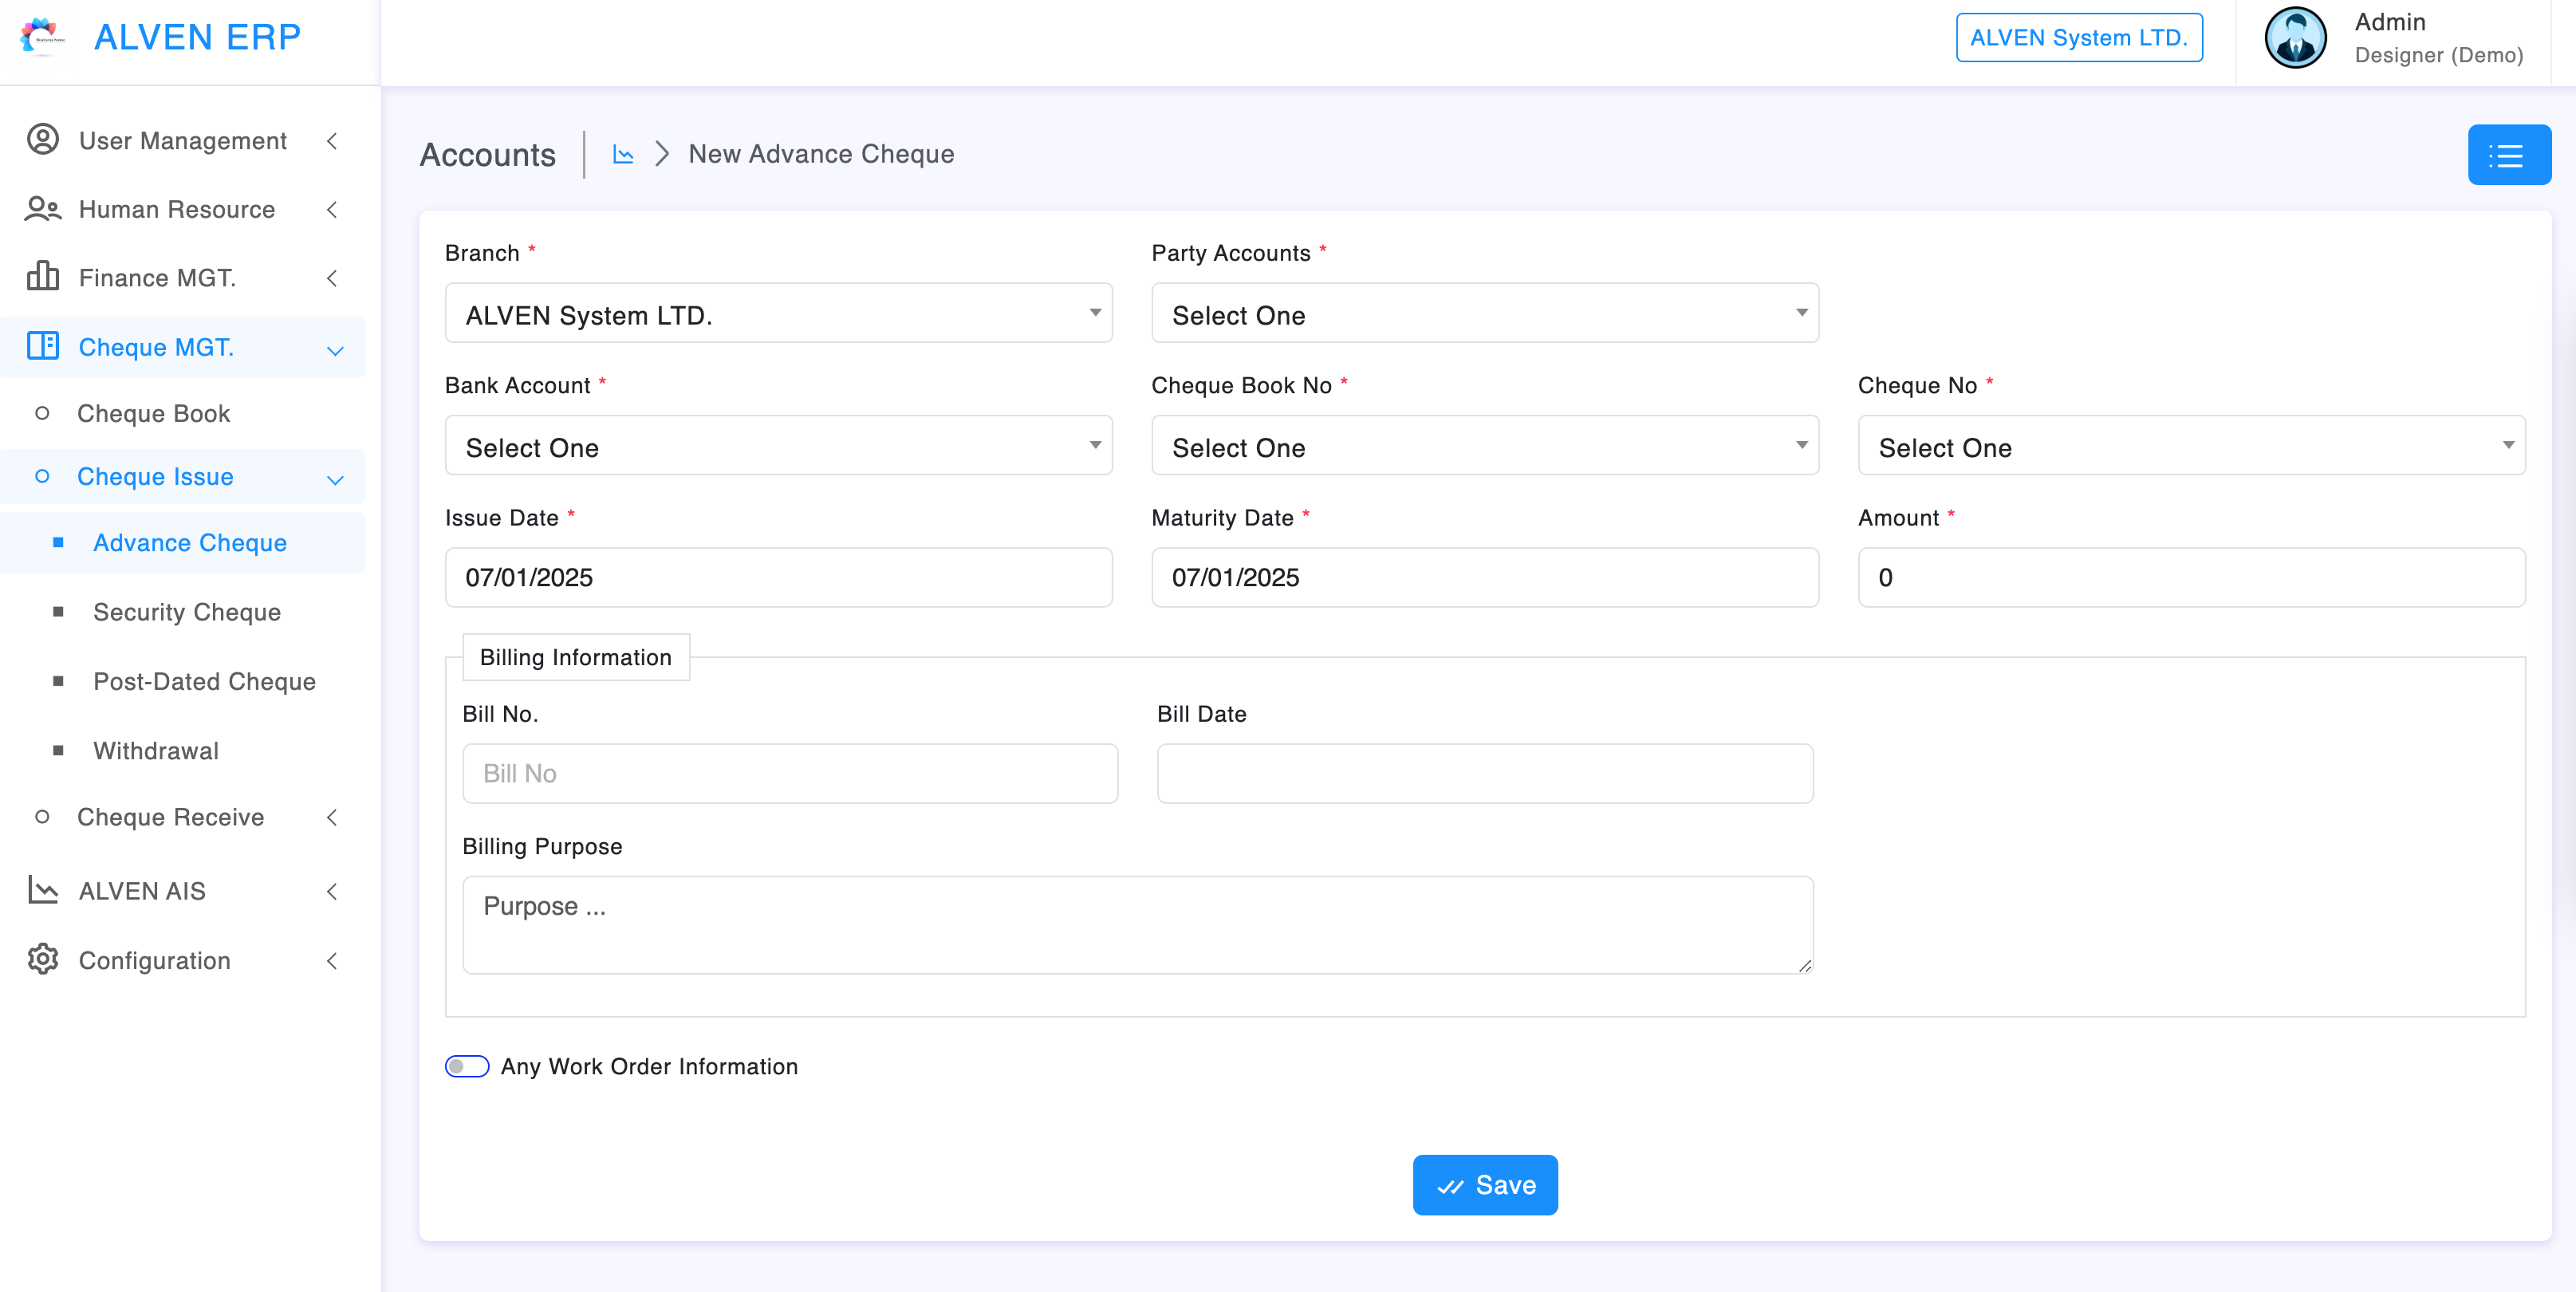 ALVEN ERP
ALVEN System LTD.
Admin
Designer (Demo)
User Management
Human Resource
Finance MGT.
Cheque MGT.
Cheque Book
Cheque Issue
Advance Cheque
Security Cheque
Post-Dated Cheque
Withdrawal
Cheque Receive
ALVEN AIS
Configuration
Accounts
New Advance Cheque
Branch *
Party Accounts *
ALVEN System LTD.
Select One
Bank Account *
Cheque Book No *
Cheque No *
Select One
Select One
Select One
Issue Date *
Maturity Date *
Amount *
07/01/2025
07/01/2025
0
Billing Information
Bill No.
Bill Date
Bill No
Billing Purpose
Purpose ...
Any Work Order Information
Save